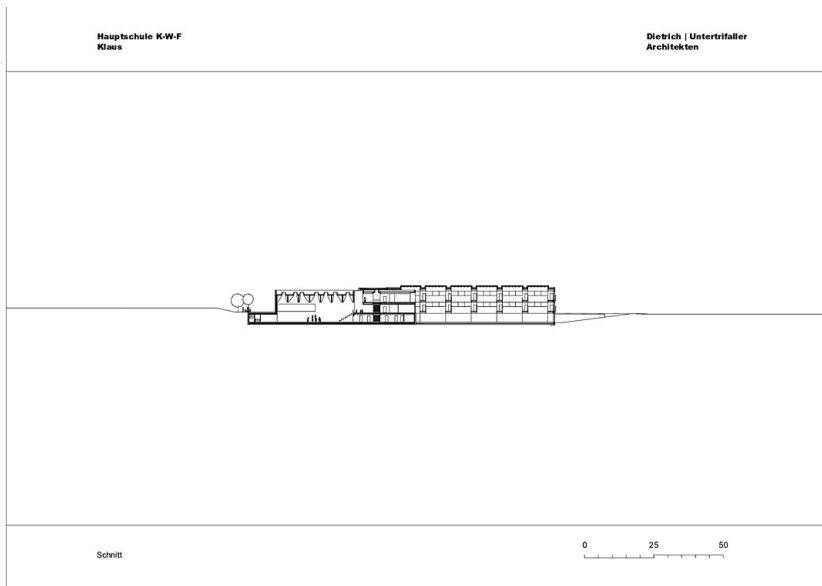 Hauptschule K-W-F
Klaus
Dietrich | Untertrifaller
Architekten
Schnitt
0 25 50